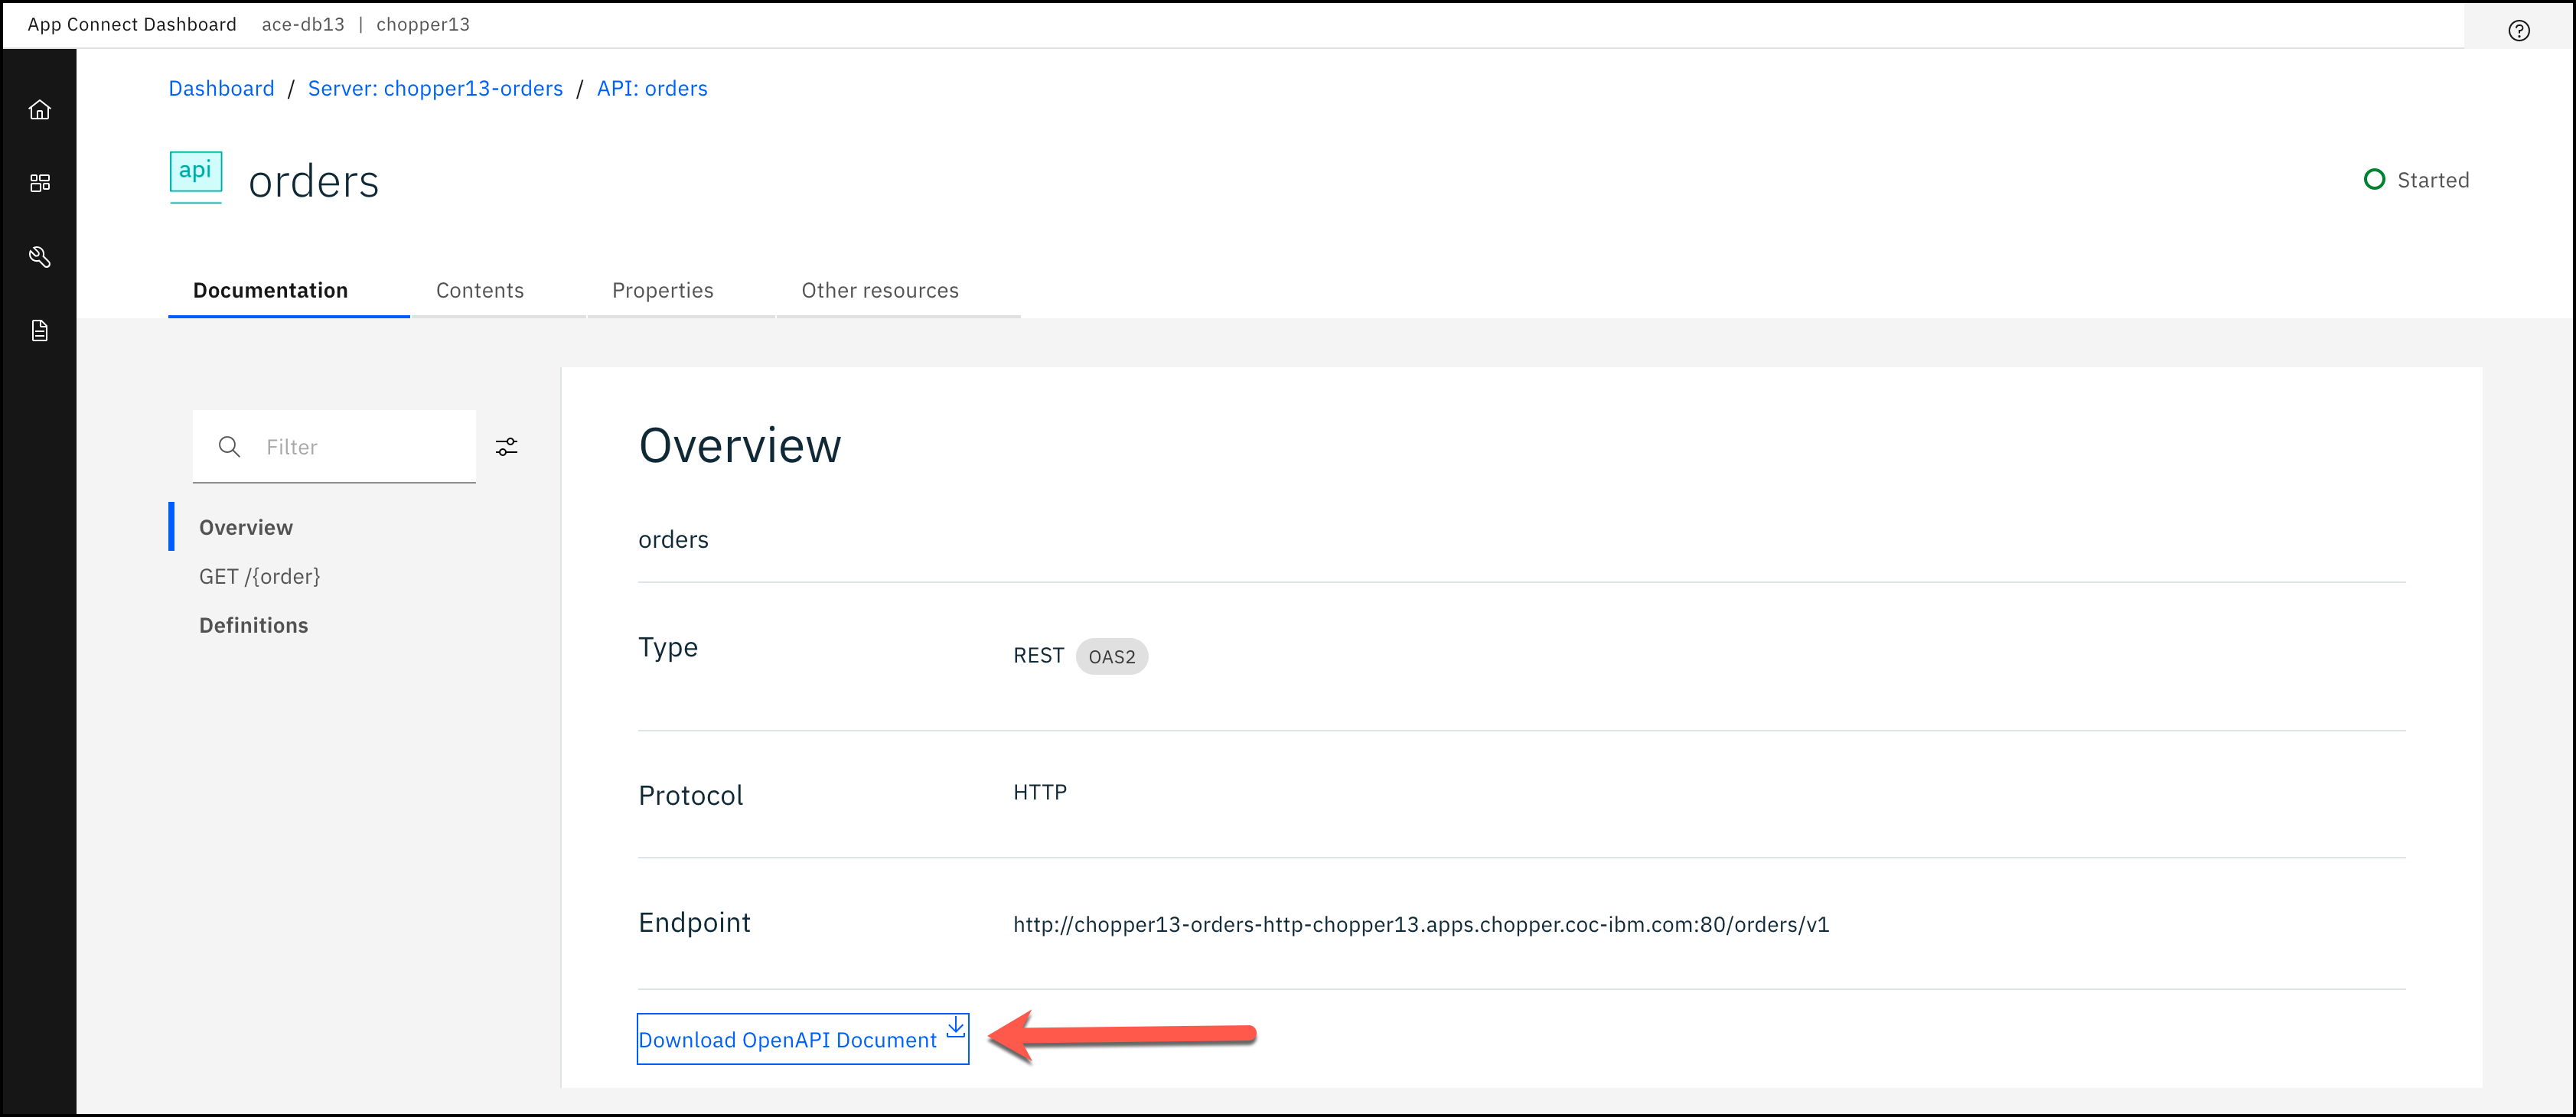 App Connect Dashboard ace-db13 | chopper13
Dashboard / Server: chopper13-orders / API: orders
api orders
Started
Documentation Contents Properties Other resources
Filter
Overview
GET /{order}
Definitions
Overview
orders
Type REST OAS2
Protocol HTTP
Endpoint http://chopper13-orders-http-chopper13.apps.chopper.coc-ibm.com:80/orders/v1
Download OpenAPI Document